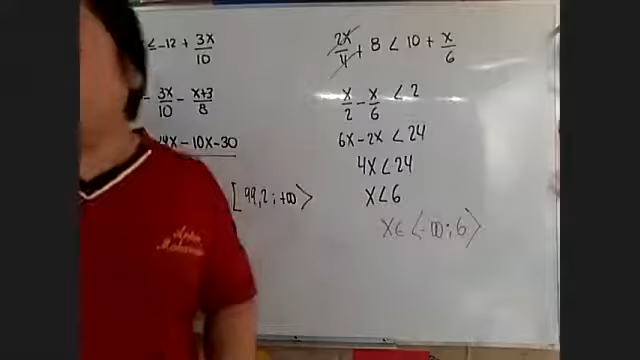 ≤ -12 + 3x/10
- 3x/10 - x+3/8
14x - 10x - 30
[99,2 ; +∞⟩
2x/4 + 8 < 10 + x/6
x/2 - x/6 < 2
6x - 2x < 24
4x < 24
x < 6
x ∈ ⟨-∞ ; 6⟩